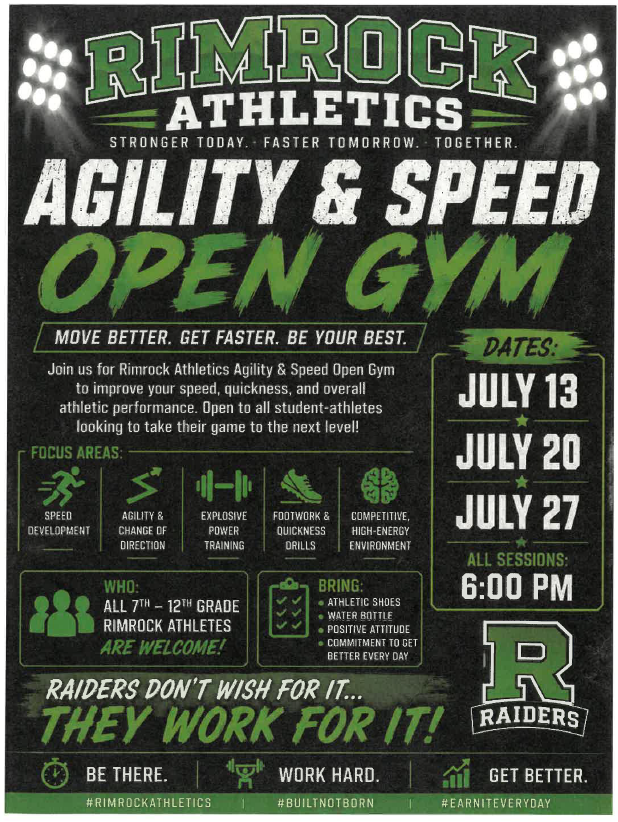 RIMROCK
ATHLETICS
STRONGER TODAY. · FASTER TOMORROW. · TOGETHER.
AGILITY & SPEED
OPEN GYM
MOVE BETTER. GET FASTER. BE YOUR BEST.
Join us for Rimrock Athletics Agility & Speed Open Gym
to improve your speed, quickness, and overall
athletic performance. Open to all student-athletes
looking to take their game to the next level!
DATES:
JULY 13
JULY 20
JULY 27
ALL SESSIONS:
6:00 PM
FOCUS AREAS:
SPEED
DEVELOPMENT
AGILITY &
CHANGE OF
DIRECTION
EXPLOSIVE
POWER
TRAINING
FOOTWORK &
QUICKNESS
DRILLS
COMPETITIVE,
HIGH-ENERGY
ENVIRONMENT
WHO:
ALL 7TH – 12TH GRADE
RIMROCK ATHLETES
ARE WELCOME!
BRING:
• ATHLETIC SHOES
• WATER BOTTLE
• POSITIVE ATTITUDE
• COMMITMENT TO GET
BETTER EVERY DAY
R
RAIDERS
RAIDERS DON'T WISH FOR IT...
THEY WORK FOR IT!
BE THERE.
WORK HARD.
GET BETTER.
#RIMROCKATHLETICS | #BUILTNOTBORN | #EARNITEVERYDAY